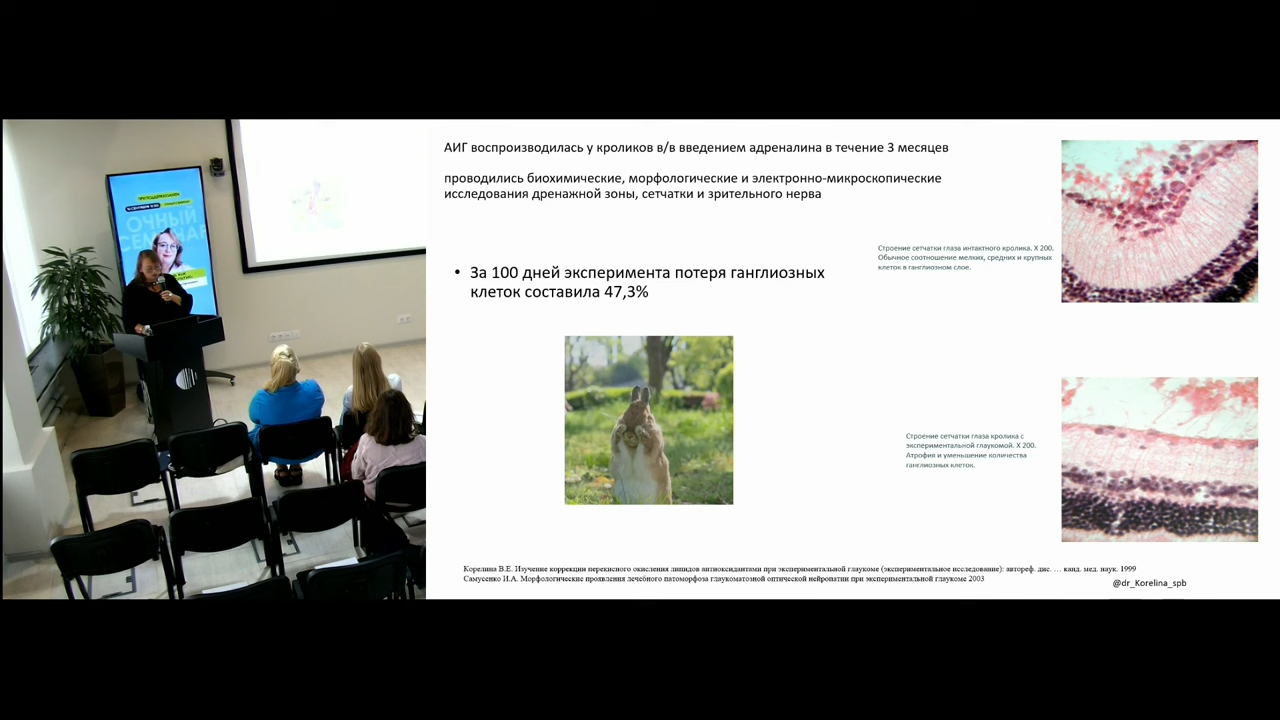 АИГ воспроизводилась у кроликов в/в введением адреналина в течение 3 месяцев
проводились биохимические, морфологические и электронно-микроскопические
исследования дренажной зоны, сетчатки и зрительного нерва
• За 100 дней эксперимента потеря ганглиозных
клеток составила 47,3%
Строение сетчатки глаза интактного кролика. X 200.
Обычное соотношение мелких, средних и крупных
клеток в ганглиозном слое.
Строение сетчатки глаза кролика с
экспериментальной глаукомой. X 200.
Атрофия и уменьшение количества
ганглиозных клеток.
Корелина В.Е. Изучение коррекции перекисного окисления липидов антиоксидантами при экспериментальной глаукоме (экспериментальное исследование): автореф. дис. … канд. мед. наук. 1999
Самусенко И.А. Морфологические проявления лечебного патоморфоза глаукоматозной оптической нейропатии при экспериментальной глаукоме 2003
@dr_Korelina_spb
ОЧНЫЙ
СЕМИНАР